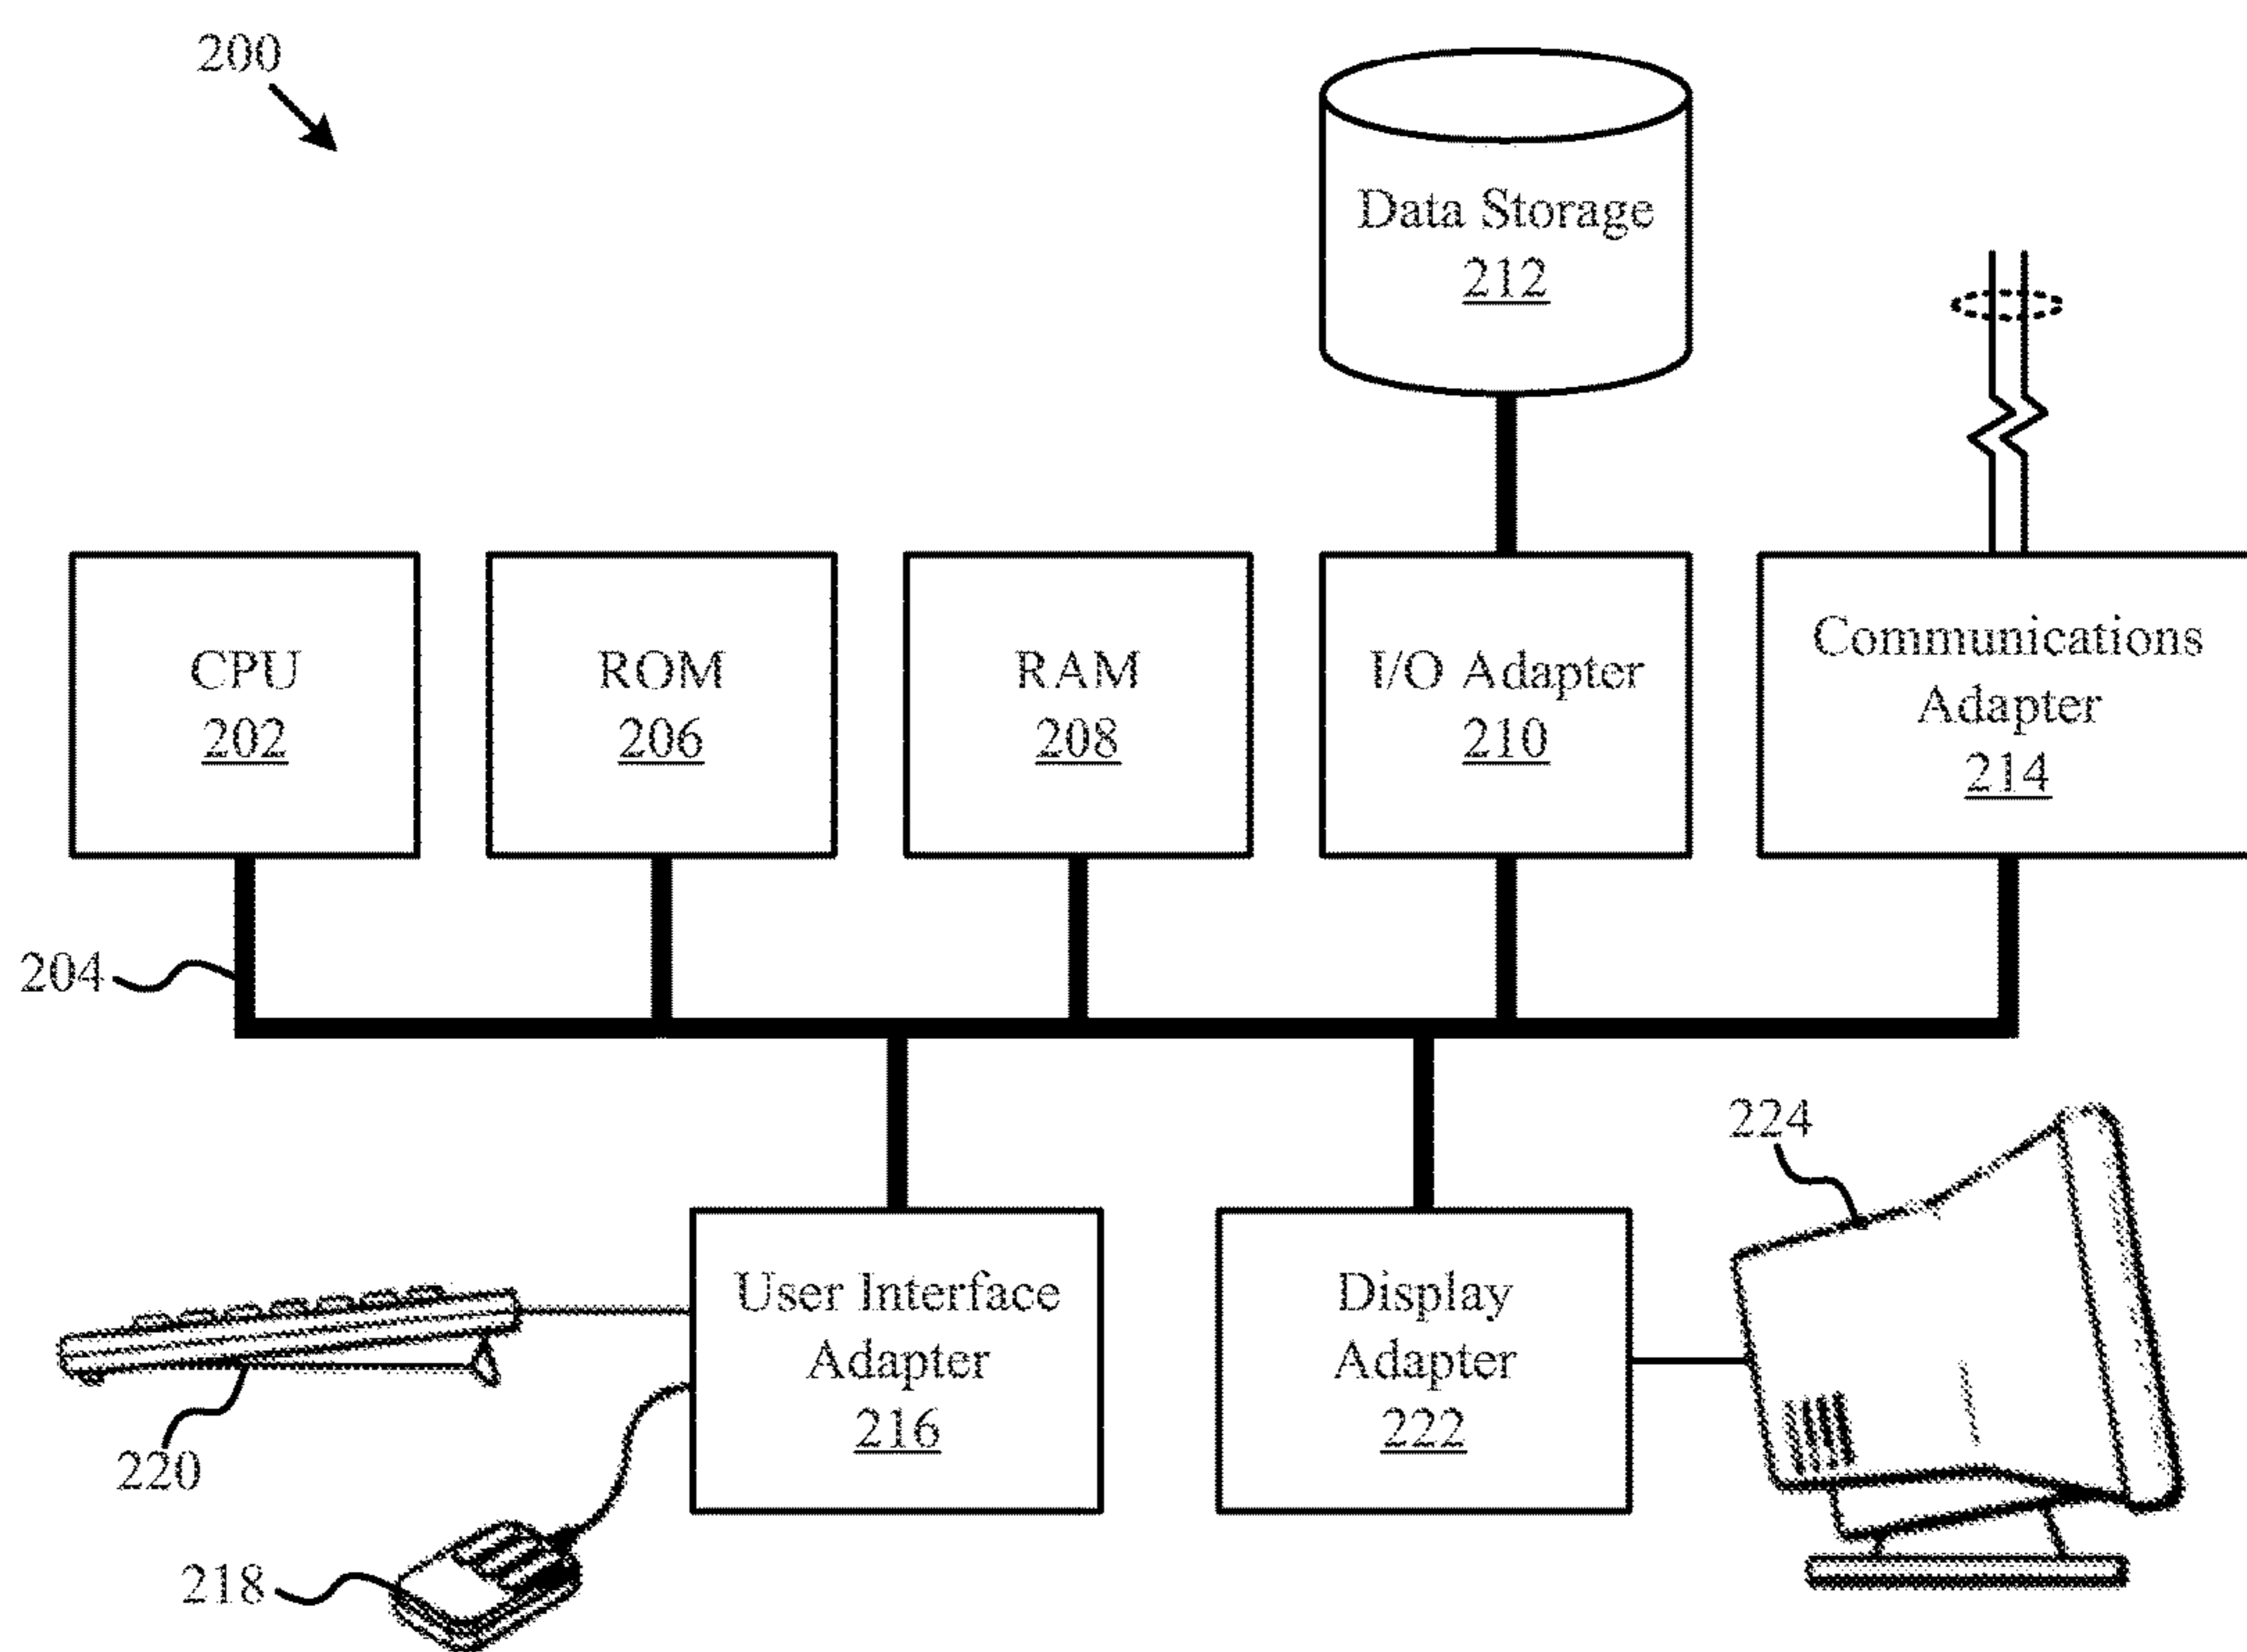 200
Data Storage
212
CPU
202
ROM
206
RAM
208
I/O Adapter
210
Communications
Adapter
214
204
224
User Interface
Adapter
216
Display
Adapter
222
220
218